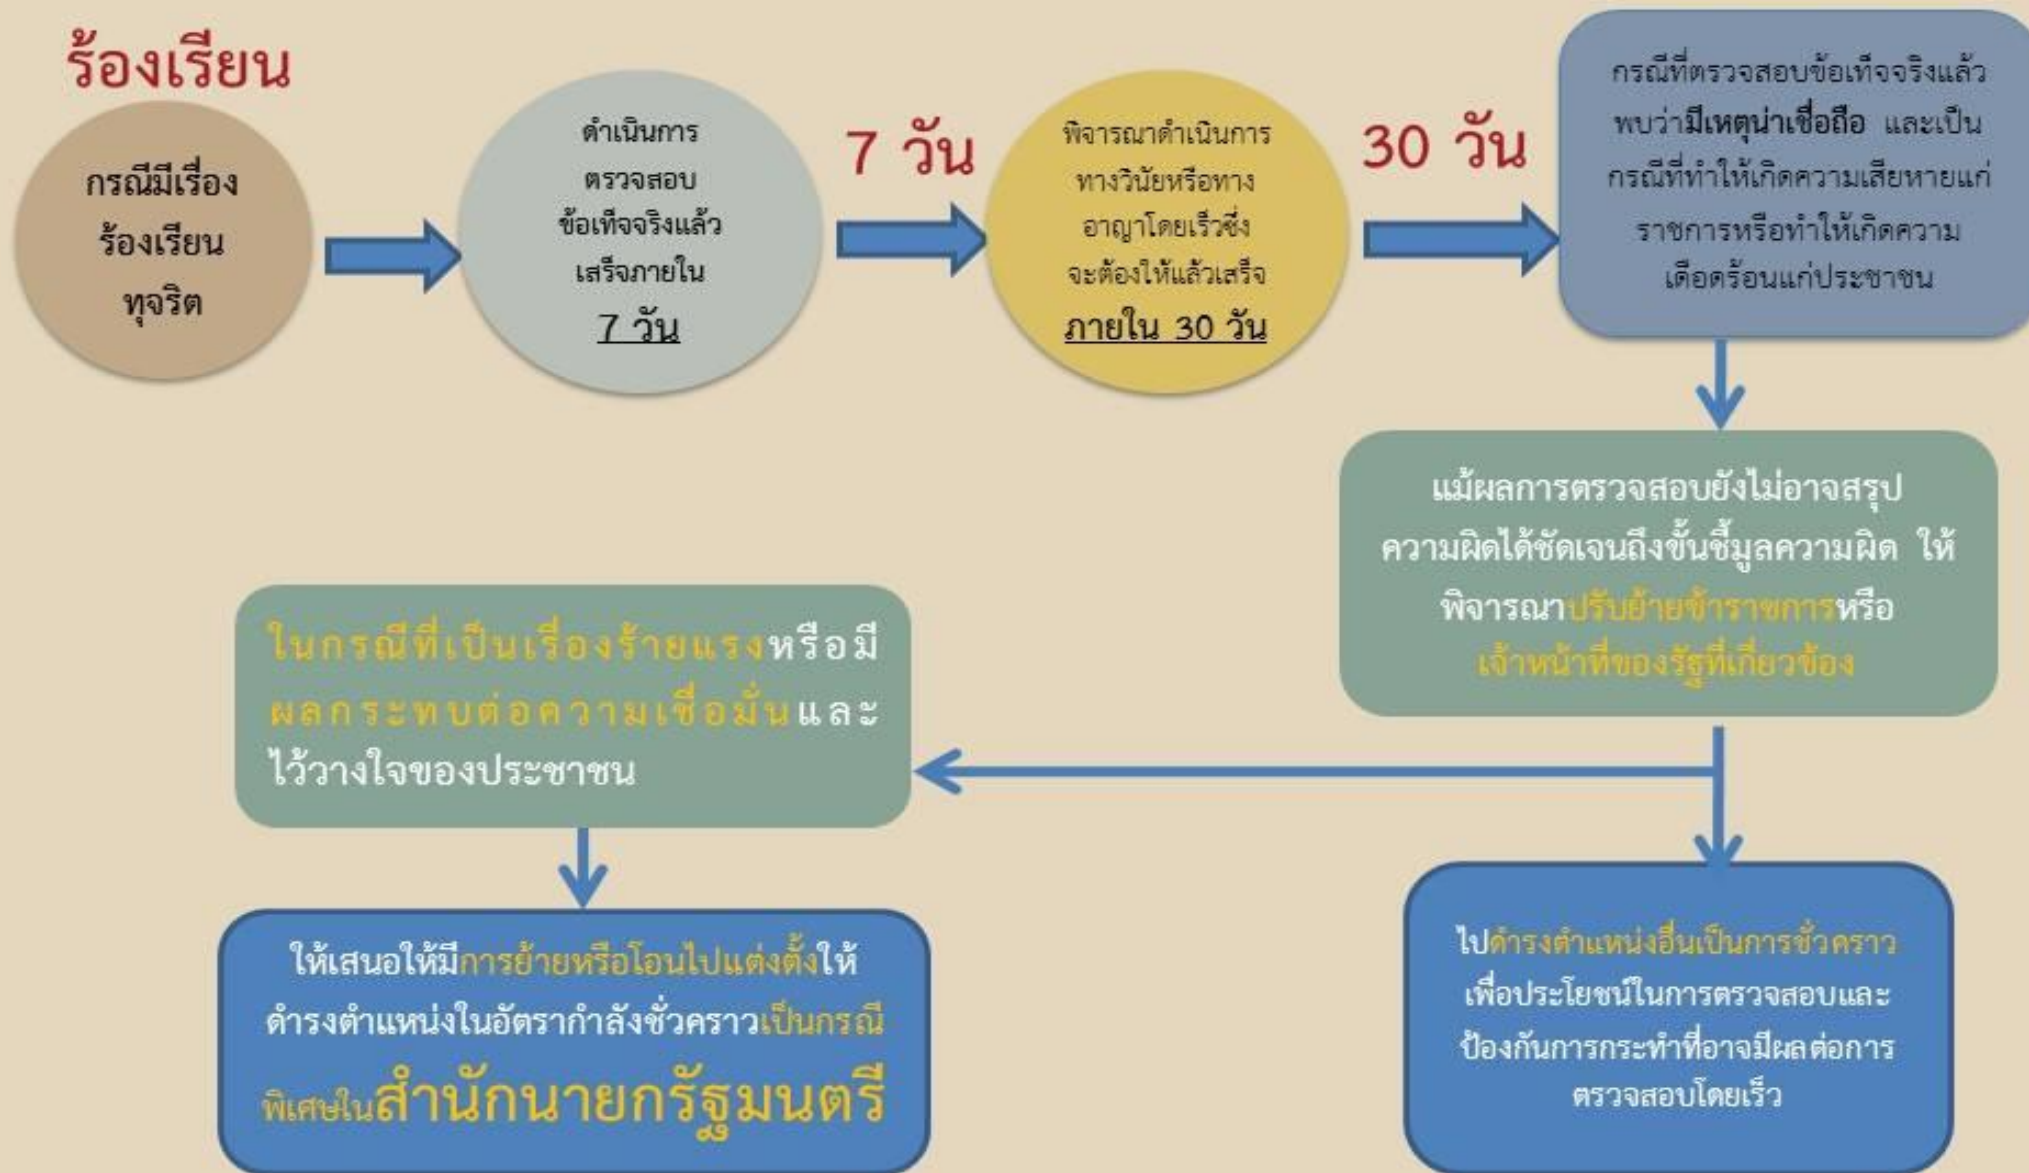 ร้องเรียน
กรณีมีเรื่อง
ร้องเรียน
ทุจริต
ดำเนินการ
ตรวจสอบ
ข้อเท็จจริงแล้ว
เสร็จภายใน
7 วัน
7 วัน
พิจารณาดำเนินการ
ทางวินัยหรือทาง
อาญาโดยเร็วซึ่ง
จะต้องให้แล้วเสร็จ
ภายใน 30 วัน
30 วัน
กรณีที่ตรวจสอบข้อเท็จจริงแล้ว
พบว่ามีเหตุน่าเชื่อถือ และเป็น
กรณีที่ทำให้เกิดความเสียหายแก่
ราชการหรือทำให้เกิดความ
เดือดร้อนแก่ประชาชน
แม้ผลการตรวจสอบยังไม่อาจสรุป
ความผิดได้ชัดเจนถึงขั้นชี้มูลความผิด ให้
พิจารณาปรับย้ายข้าราชการหรือ
เจ้าหน้าที่ของรัฐที่เกี่ยวข้อง
ในกรณีที่เป็นเรื่องร้ายแรงหรือมี
ผลกระทบต่อความเชื่อมั่นและ
ไว้วางใจของประชาชน
ให้เสนอให้มีการย้ายหรือโอนไปแต่งตั้งให้
ดำรงตำแหน่งในอัตรากำลังชั่วคราวเป็นกรณี
พิเศษในสำนักนายกรัฐมนตรี
ไปดำรงตำแหน่งอื่นเป็นการชั่วคราว
เพื่อประโยชน์ในการตรวจสอบและ
ป้องกันการกระทำที่อาจมีผลต่อการ
ตรวจสอบโดยเร็ว